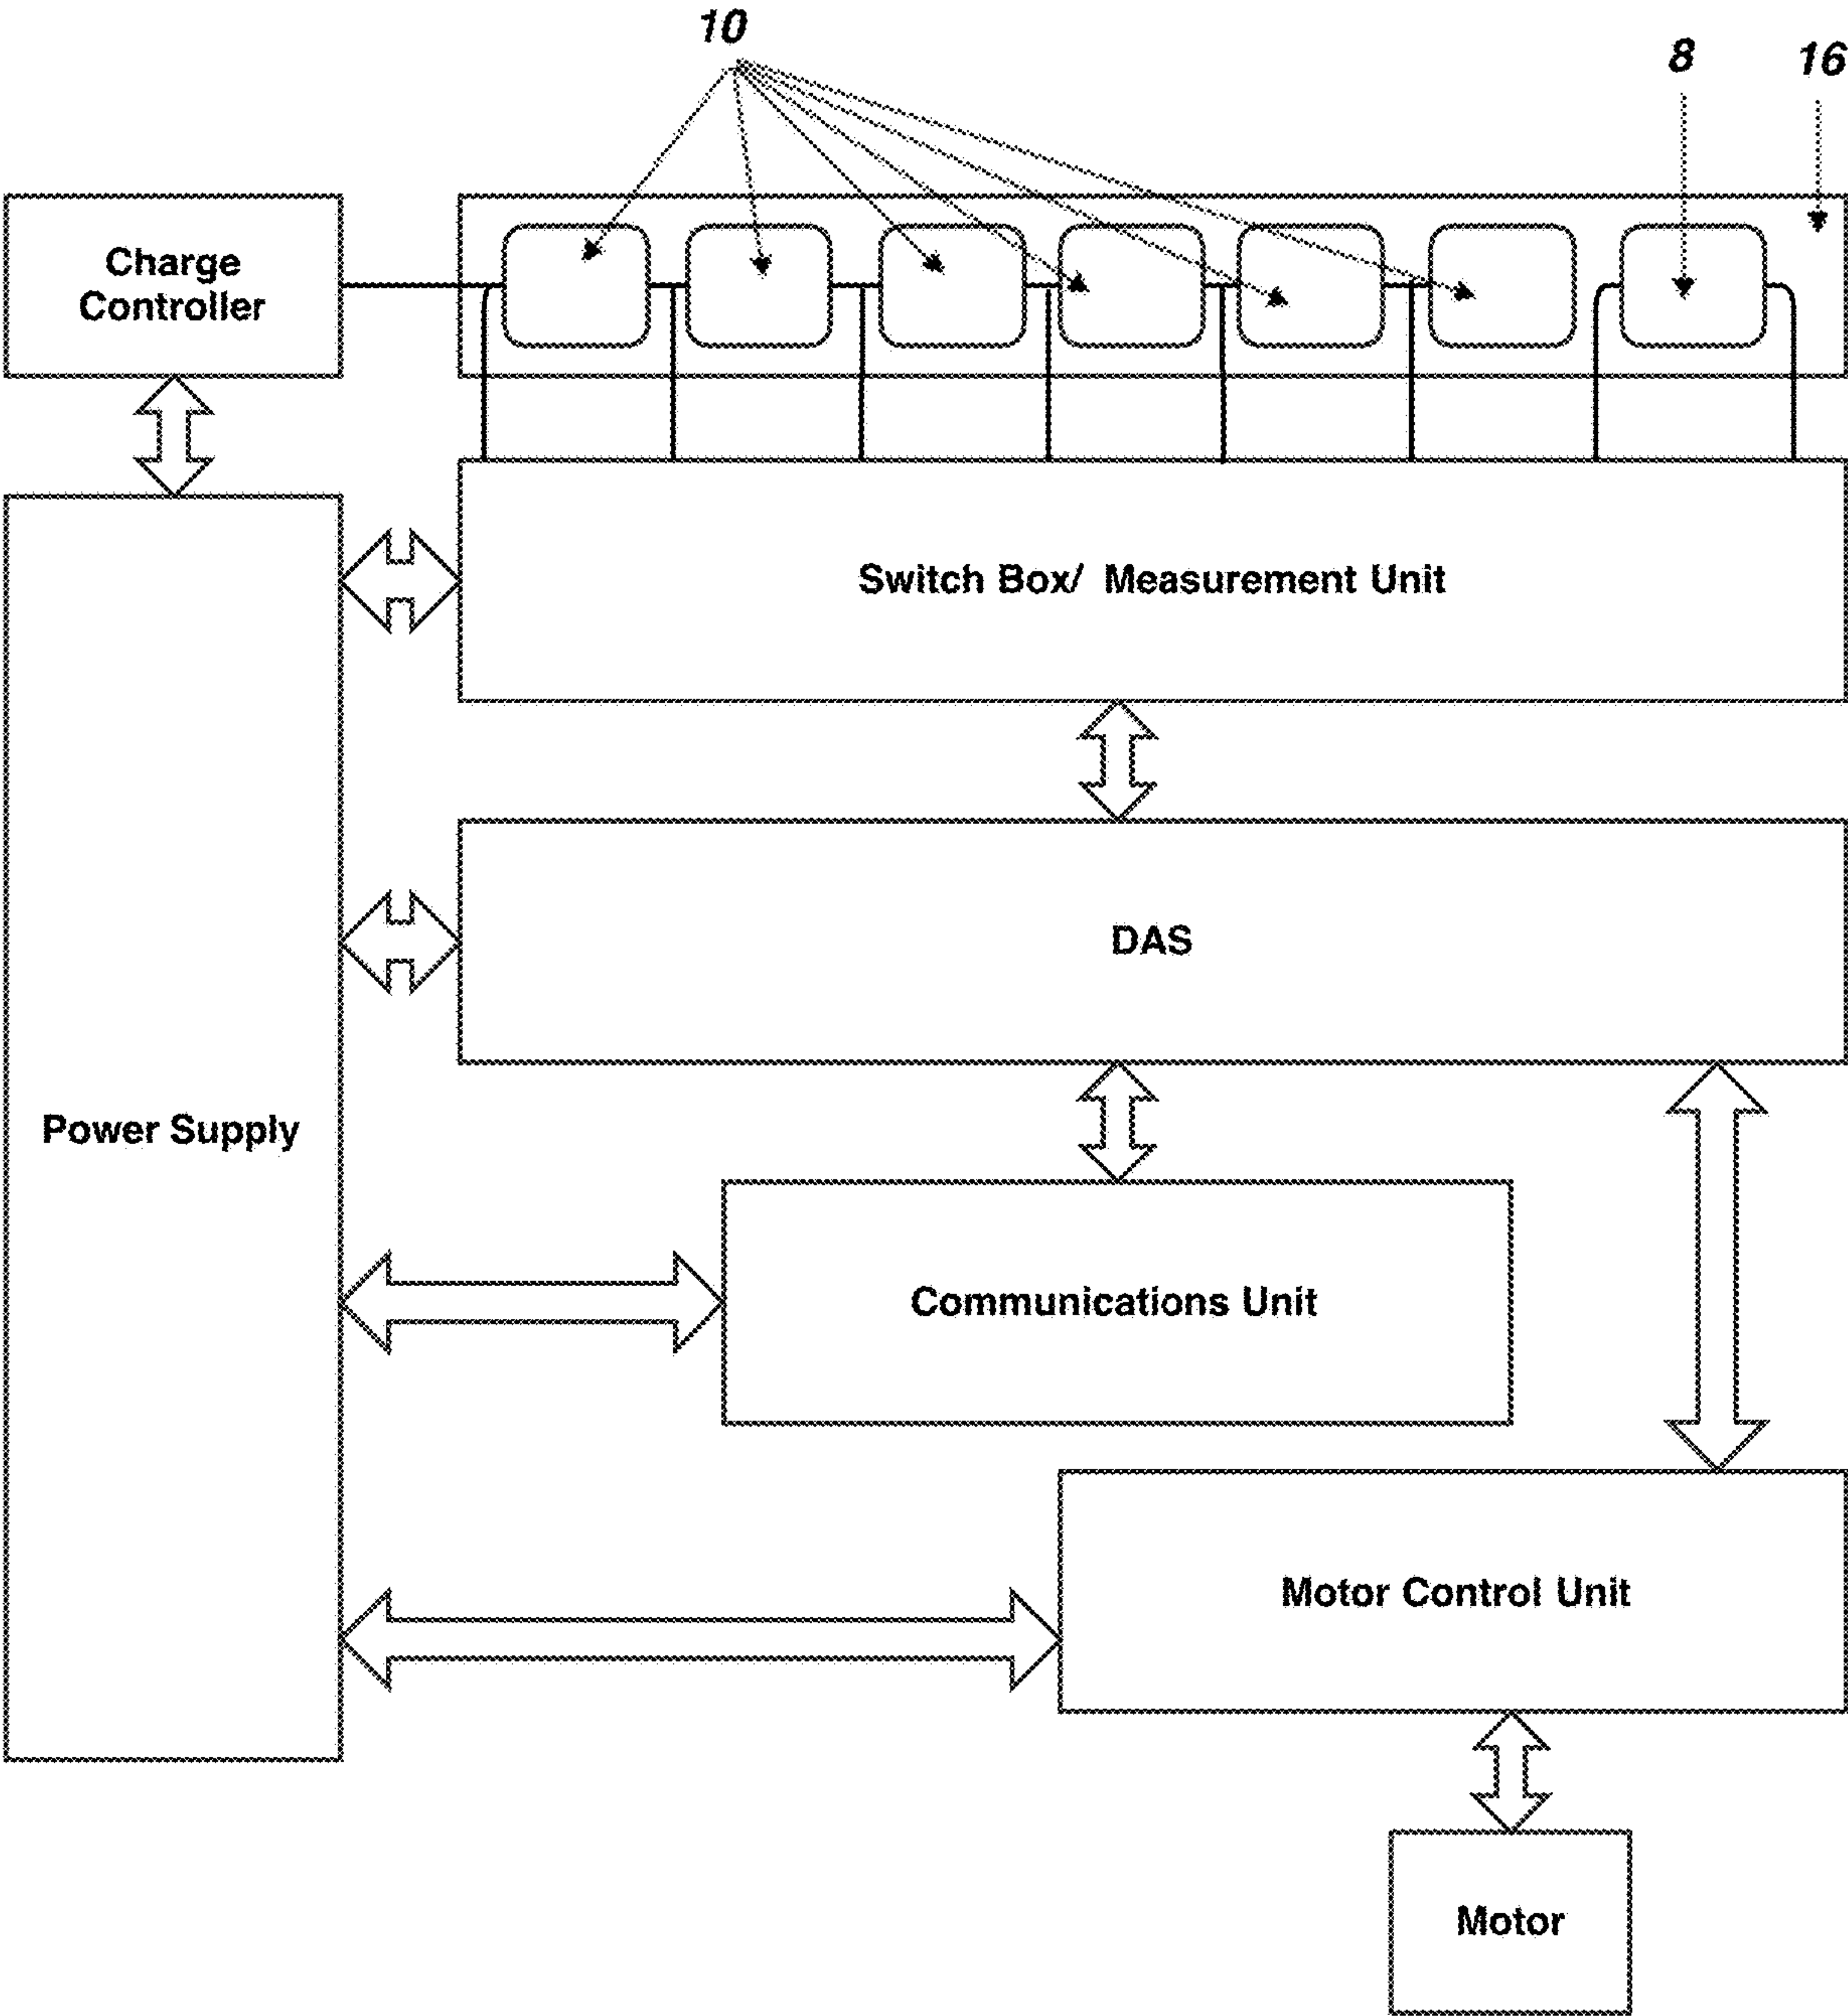 10
8
16
Charge
Controller
Switch Box/ Measurement Unit
DAS
Power Supply
Communications Unit
Motor Control Unit
Motor